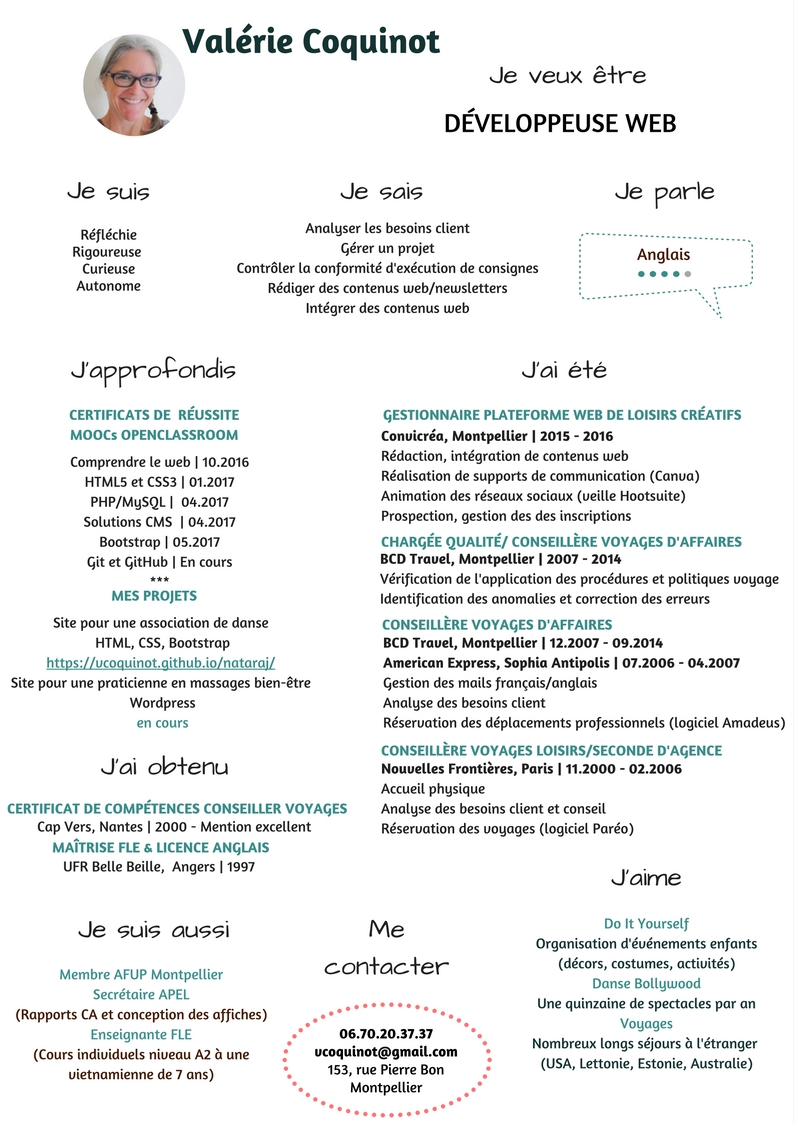 Valérie Coquinot
Je veux être
DÉVELOPPEUSE WEB
Je suis
Réfléchie
Rigoureuse
Curieuse
Autonome
Je sais
Analyser les besoins client
Gérer un projet
Contrôler la conformité d'exécution de consignes
Rédiger des contenus web/newsletters
Intégrer des contenus web
Je parle
Anglais
J'approfondis
CERTIFICATS DE RÉUSSITE
MOOCs OPENCLASSROOM
Comprendre le web | 10.2016
HTML5 et CSS3 | 01.2017
PHP/MySQL | 04.2017
Solutions CMS | 04.2017
Bootstrap | 05.2017
Git et GitHub | En cours
***
MES PROJETS
Site pour une association de danse
HTML, CSS, Bootstrap
https://vcoquinot.github.io/nataraj/
Site pour une praticienne en massages bien-être
Wordpress
en cours
J'ai obtenu
CERTIFICAT DE COMPÉTENCES CONSEILLER VOYAGES
Cap Vers, Nantes | 2000 - Mention excellent
MAÎTRISE FLE & LICENCE ANGLAIS
UFR Belle Beille, Angers | 1997
J'ai été
GESTIONNAIRE PLATEFORME WEB DE LOISIRS CRÉATIFS
Convicréa, Montpellier | 2015 - 2016
Rédaction, intégration de contenus web
Réalisation de supports de communication (Canva)
Animation des réseaux sociaux (veille Hootsuite)
Prospection, gestion des des inscriptions
CHARGÉE QUALITÉ/ CONSEILLÈRE VOYAGES D'AFFAIRES
BCD Travel, Montpellier | 2007 - 2014
Vérification de l'application des procédures et politiques voyage
Identification des anomalies et correction des erreurs
CONSEILLÈRE VOYAGES D'AFFAIRES
BCD Travel, Montpellier | 12.2007 - 09.2014
American Express, Sophia Antipolis | 07.2006 - 04.2007
Gestion des mails français/anglais
Analyse des besoins client
Réservation des déplacements professionnels (logiciel Amadeus)
CONSEILLÈRE VOYAGES LOISIRS/SECONDE D'AGENCE
Nouvelles Frontières, Paris | 11.2000 - 02.2006
Accueil physique
Analyse des besoins client et conseil
Réservation des voyages (logiciel Paréo)
Je suis aussi
Membre AFUP Montpellier
Secrétaire APEL
(Rapports CA et conception des affiches)
Enseignante FLE
(Cours individuels niveau A2 à une
vietnamienne de 7 ans)
Me
contacter
06.70.20.37.37
vcoquinot@gmail.com
153, rue Pierre Bon
Montpellier
J'aime
Do It Yourself
Organisation d'événements enfants
(décors, costumes, activités)
Danse Bollywood
Une quinzaine de spectacles par an
Voyages
Nombreux longs séjours à l'étranger
(USA, Lettonie, Estonie, Australie)